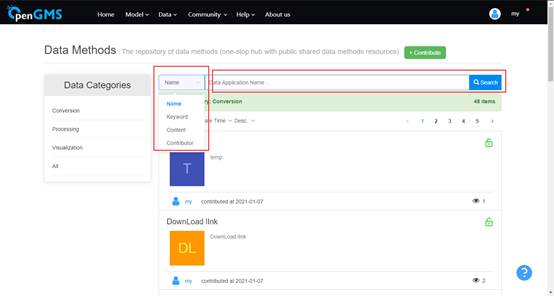 OpenGMS Home Model Data Community Help About us my
Data Methods The repository of data methods (one-stop hub with public shared data methods resources) + Contribute
Data Categories
Conversion
Processing
Visualization
All
Name Data Application Name ... Search
Name
Keyword
Content
Contributor
Conversion 48 items
Time Desc. < 1 2 3 4 5 >
T
temp
my contributed at 2021-01-07 1
DownLoad lInk
DL
DownLoad lInk
my contributed at 2021-01-07 2
?